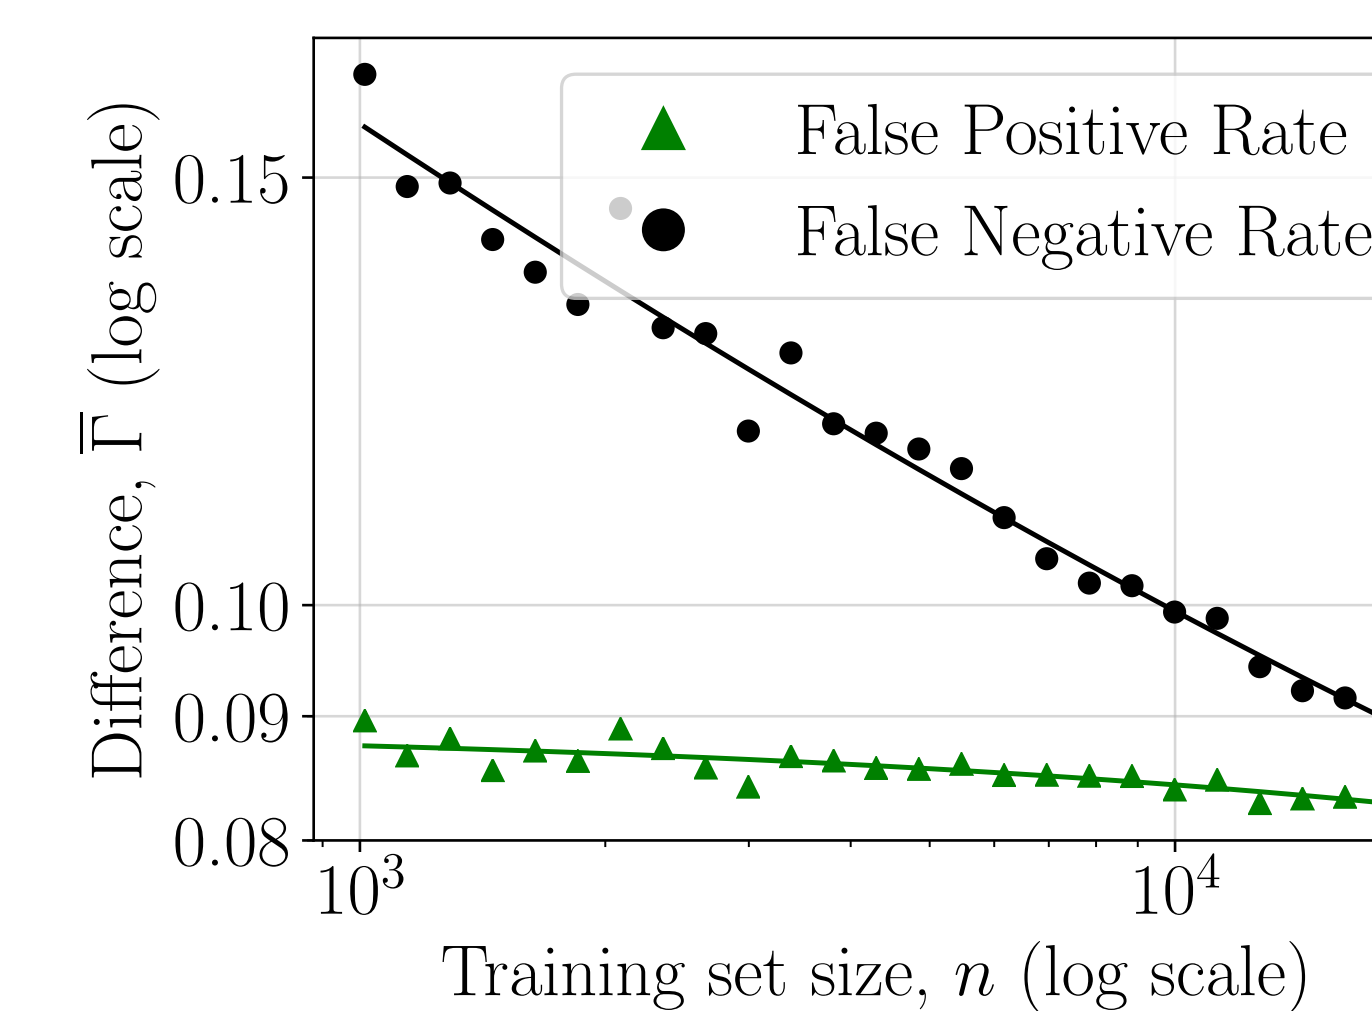 False Positive Rate
False Negative Rate
0.15
0.10
0.09
0.08
Difference, Γ̅ (log scale)
10³
10⁴
Training set size, n (log scale)